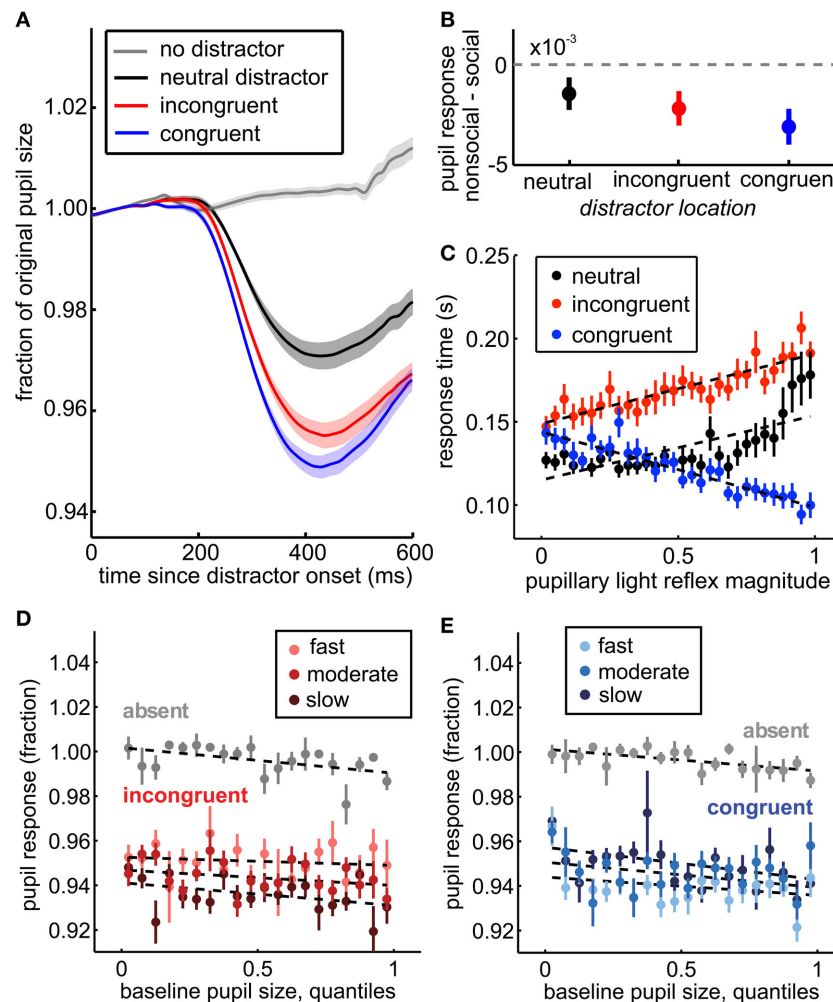 A
no distractor
neutral distractor
incongruent
congruent
1.02
1.00
0.98
0.96
0.94
fraction of original pupil size
0
200
400
600
time since distractor onset (ms)
B
x10-3
0
-5
pupil response
nonsocial - social
neutral
incongruent
congruen
distractor location
C
neutral
incongruent
congruent
0.25
0.20
0.15
0.10
response time (s)
0
0.5
1
pupillary light reflex magnitude
D
fast
moderate
slow
absent
incongruent
1.04
1.02
1.00
0.98
0.96
0.94
0.92
pupil response (fraction)
0
0.5
1
baseline pupil size, quantiles
E
fast
moderate
slow
absent
congruent
1.04
1.02
1.00
0.98
0.96
0.94
0.92
pupil response (fraction)
0
0.5
1
baseline pupil size, quantiles